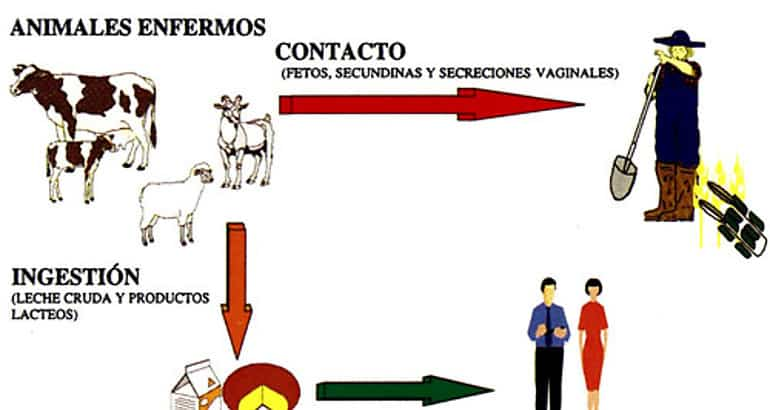 ANIMALES ENFERMOS
CONTACTO
(FETOS, SECUNDINAS Y SECRECIONES VAGINALES)
INGESTIÓN
(LECHE CRUDA Y PRODUCTOS
LACTEOS)